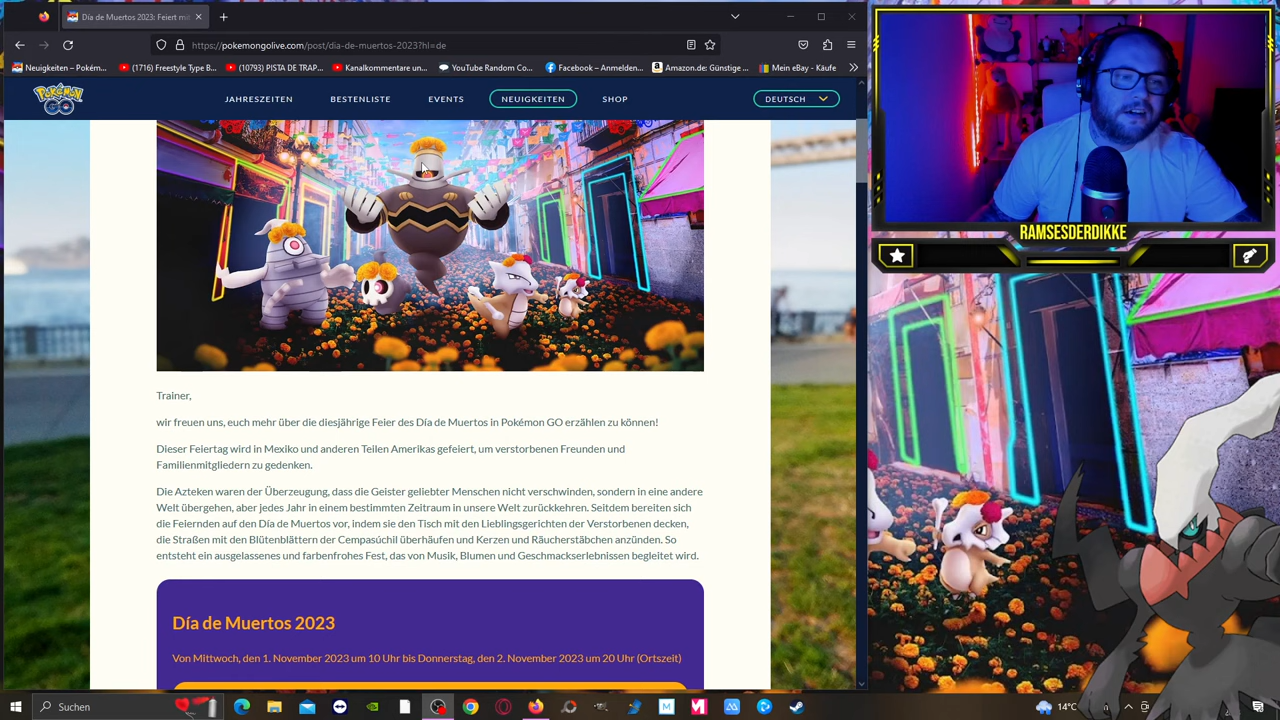 Día de Muertos 2023: Feiert mi
https://pokemongolive.com/post/dia-de-muertos-2023?hl=de
Neuigkeiten – Pokém...
(1716) Freestyle Type B...
(10793) PISTA DE TRAP...
Kanalkommentare un...
YouTube Random Co...
Facebook – Anmelden...
Amazon.de: Günstige ...
Mein eBay - Käufe
POKÉMON GO
JAHRESZEITEN
BESTENLISTE
EVENTS
NEUIGKEITEN
SHOP
DEUTSCH
RAMSESDERDIKKE
Trainer,
wir freuen uns, euch mehr über die diesjährige Feier des Día de Muertos in Pokémon GO erzählen zu können!
Dieser Feiertag wird in Mexiko und anderen Teilen Amerikas gefeiert, um verstorbenen Freunden und
Familienmitgliedern zu gedenken.
Die Azteken waren der Überzeugung, dass die Geister geliebter Menschen nicht verschwinden, sondern in eine andere
Welt übergehen, aber jedes Jahr in einem bestimmten Zeitraum in unsere Welt zurückkehren. Seitdem bereiten sich
die Feiernden auf den Día de Muertos vor, indem sie den Tisch mit den Lieblingsgerichten der Verstorbenen decken,
die Straßen mit den Blütenblättern der Cempasúchil überhäufen und Kerzen und Räucherstäbchen anzünden. So
entsteht ein ausgelassenes und farbenfrohes Fest, das von Musik, Blumen und Geschmackserlebnissen begleitet wird.
Día de Muertos 2023
Von Mittwoch, den 1. November 2023 um 10 Uhr bis Donnerstag, den 2. November 2023 um 20 Uhr (Ortszeit)
Suchen
14°C